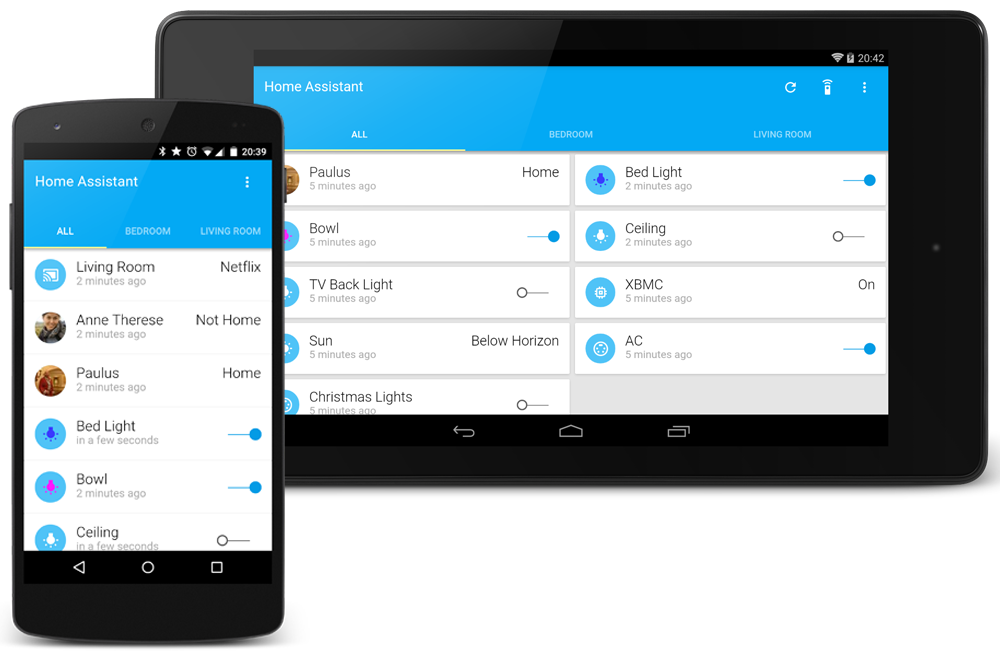 20:42
Home Assistant
ALL BEDROOM LIVING ROOM
Paulus Home
5 minutes ago
Bed Light
2 minutes ago
Bowl
5 minutes ago
Ceiling
2 minutes ago
TV Back Light
5 minutes ago
XBMC On
5 minutes ago
Sun Below Horizon
5 minutes ago
AC
5 minutes ago
Christmas Lights
5 minutes ago
20:39
Home Assistant
ALL BEDROOM LIVING ROOM
Living Room Netflix
2 minutes ago
Anne Therese Not Home
2 minutes ago
Paulus Home
2 minutes ago
Bed Light
in a few seconds
Bowl
2 minutes ago
Ceiling
in a few seconds